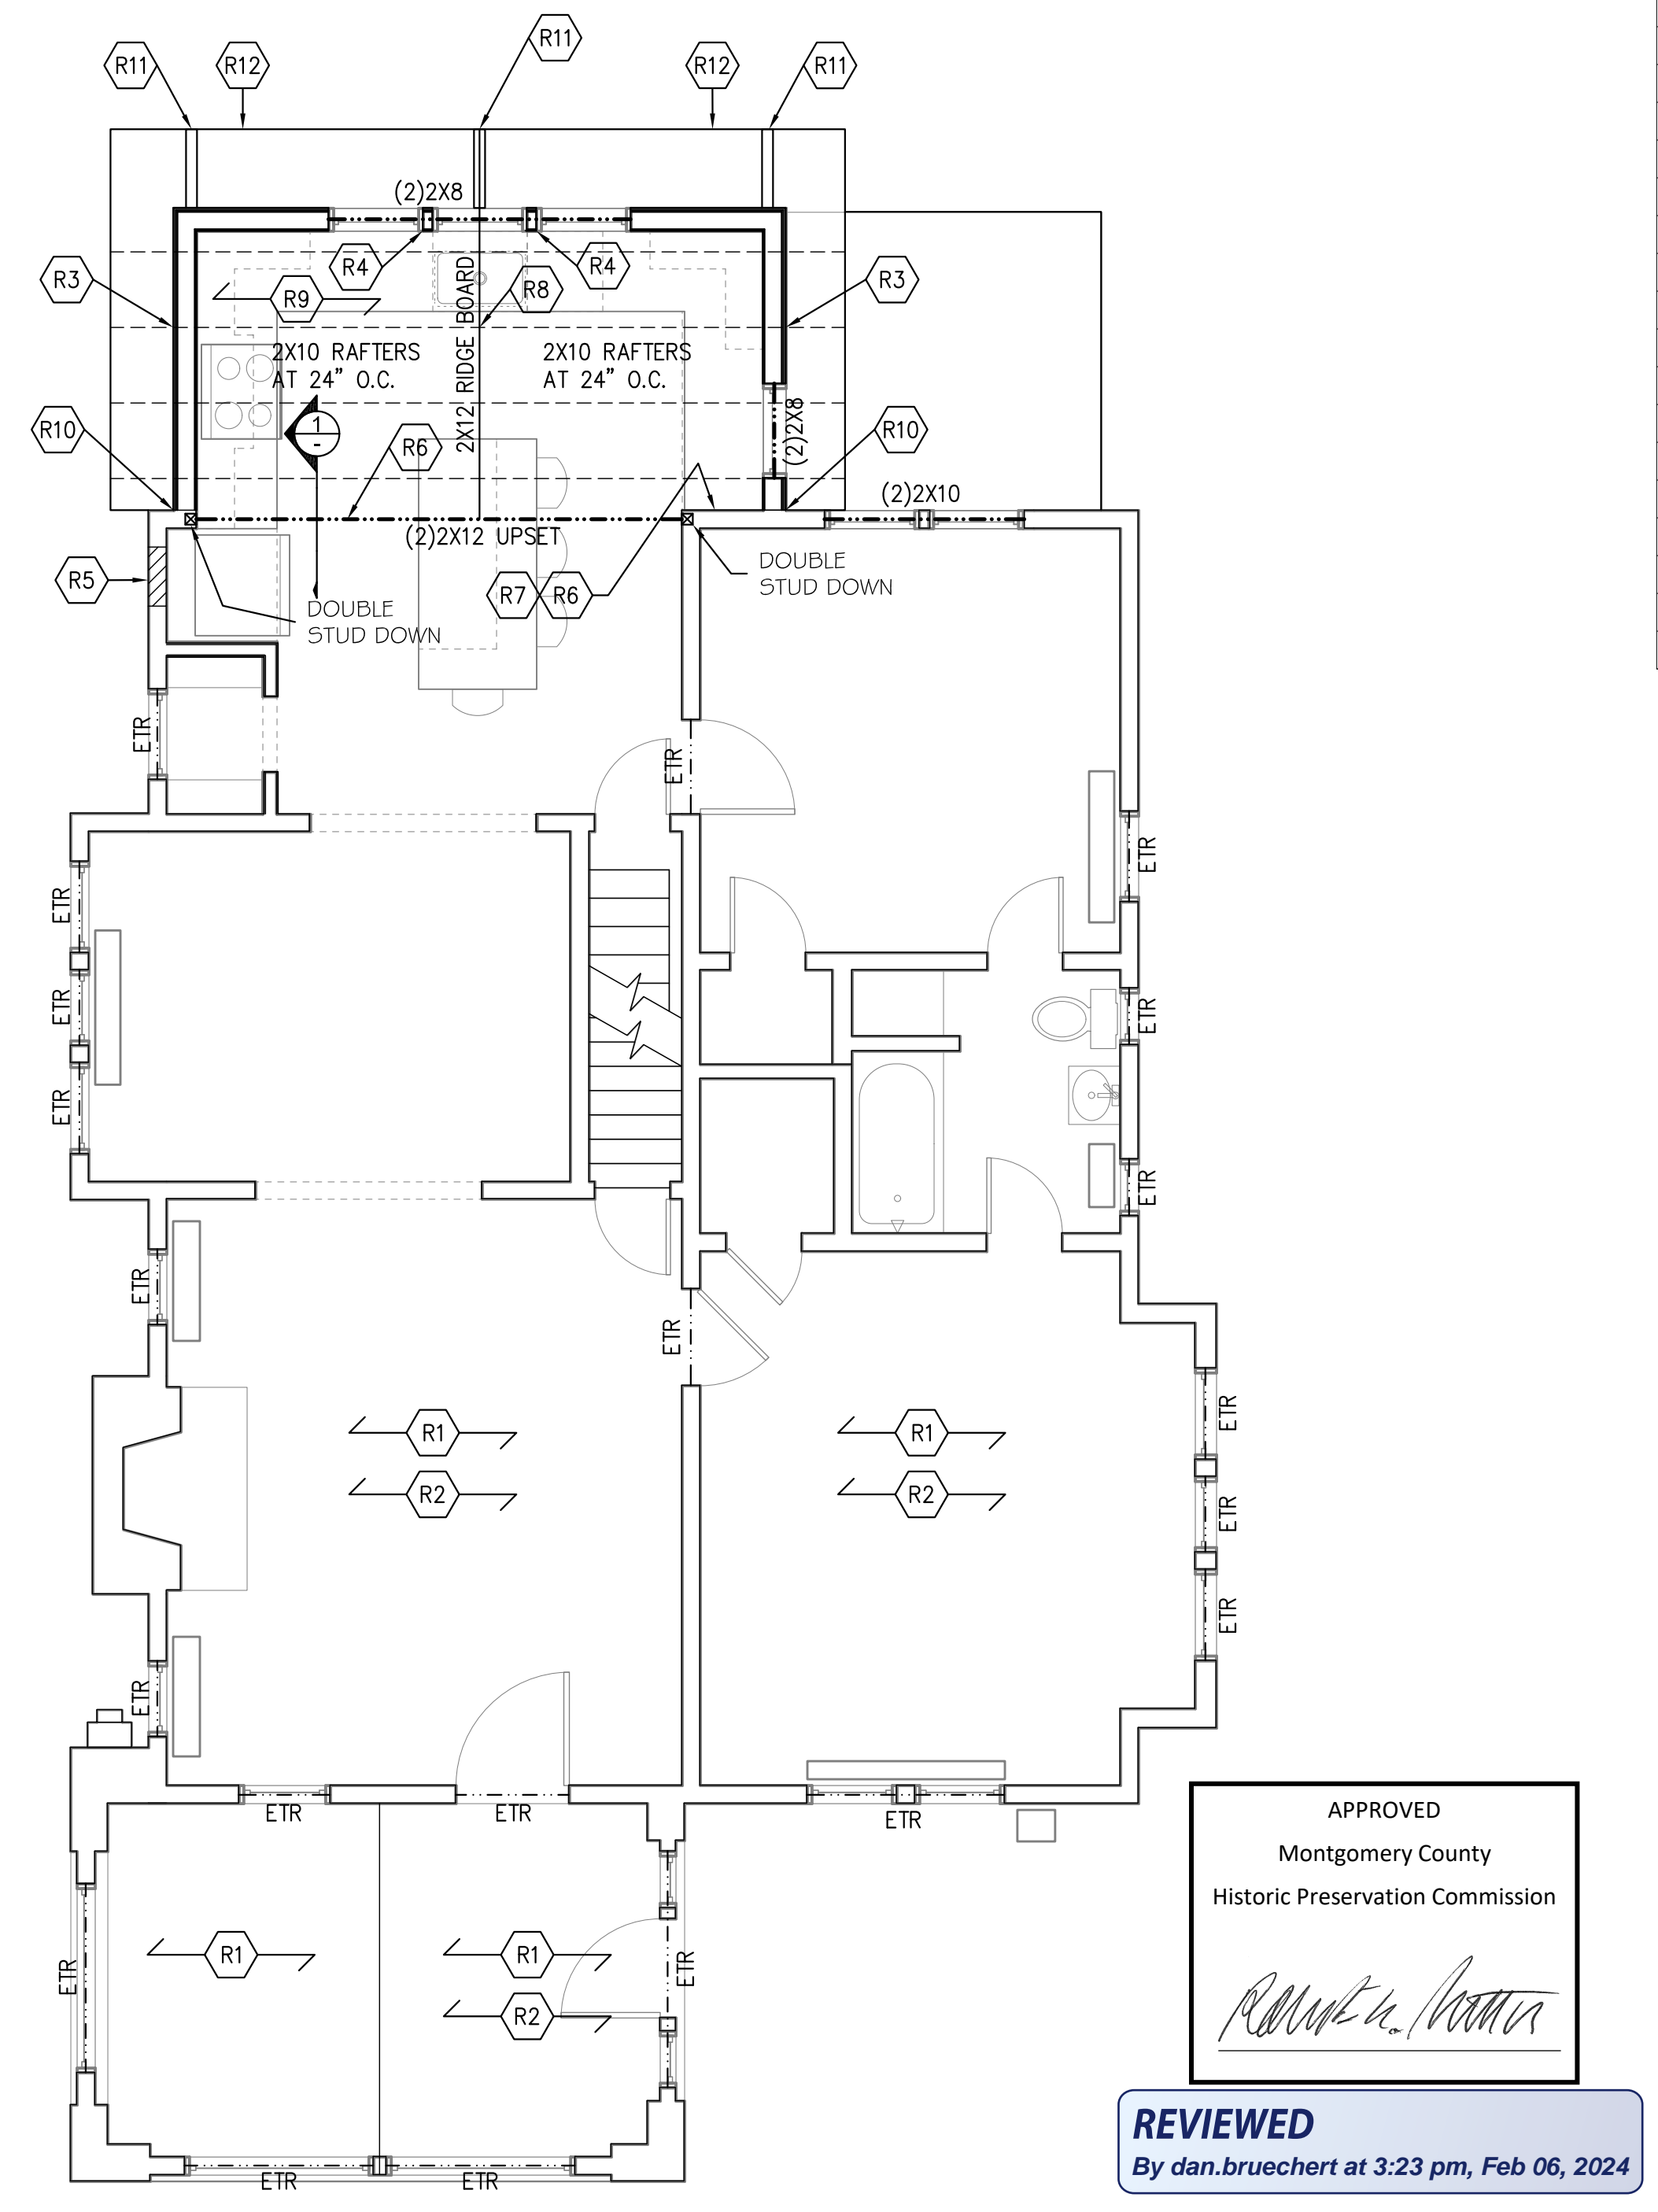 R11
R12
R11
R12
R11
(2)2X8
R3
R4
R4
R3
R9
R8
2X12 RIDGE BOARD
2X10 RAFTERS
AT 24" O.C.
2X10 RAFTERS
AT 24" O.C.
R10
1
-
R6
(2)2X8
R10
(2)2X10
(2)2X12 UPSET
R5
R7
R6
DOUBLE
STUD DOWN
DOUBLE
STUD DOWN
ETR
ETR
ETR
ETR
ETR
ETR
ETR
ETR
ETR
ETR
ETR
ETR
R1
R1
R2
R2
ETR
ETR
ETR
ETR
ETR
ETR
APPROVED
Montgomery County
Historic Preservation Commission
R1
R1
ETR
ETR
R2
ETR
ETR
REVIEWED
By dan.bruechert at 3:23 pm, Feb 06, 2024